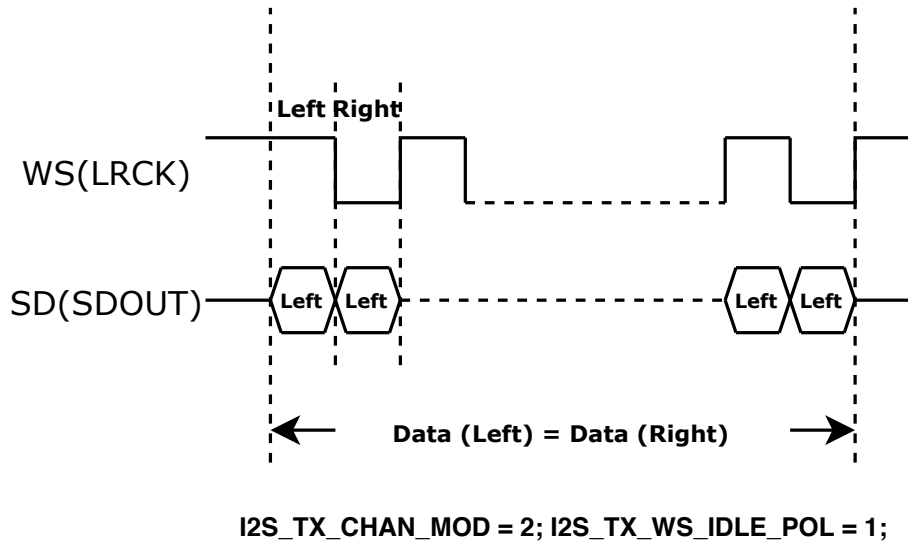 Left Right
WS(LRCK)
SD(SDOUT)
Left Left Left Left
Data (Left) = Data (Right)
I2S_TX_CHAN_MOD = 2; I2S_TX_WS_IDLE_POL = 1;